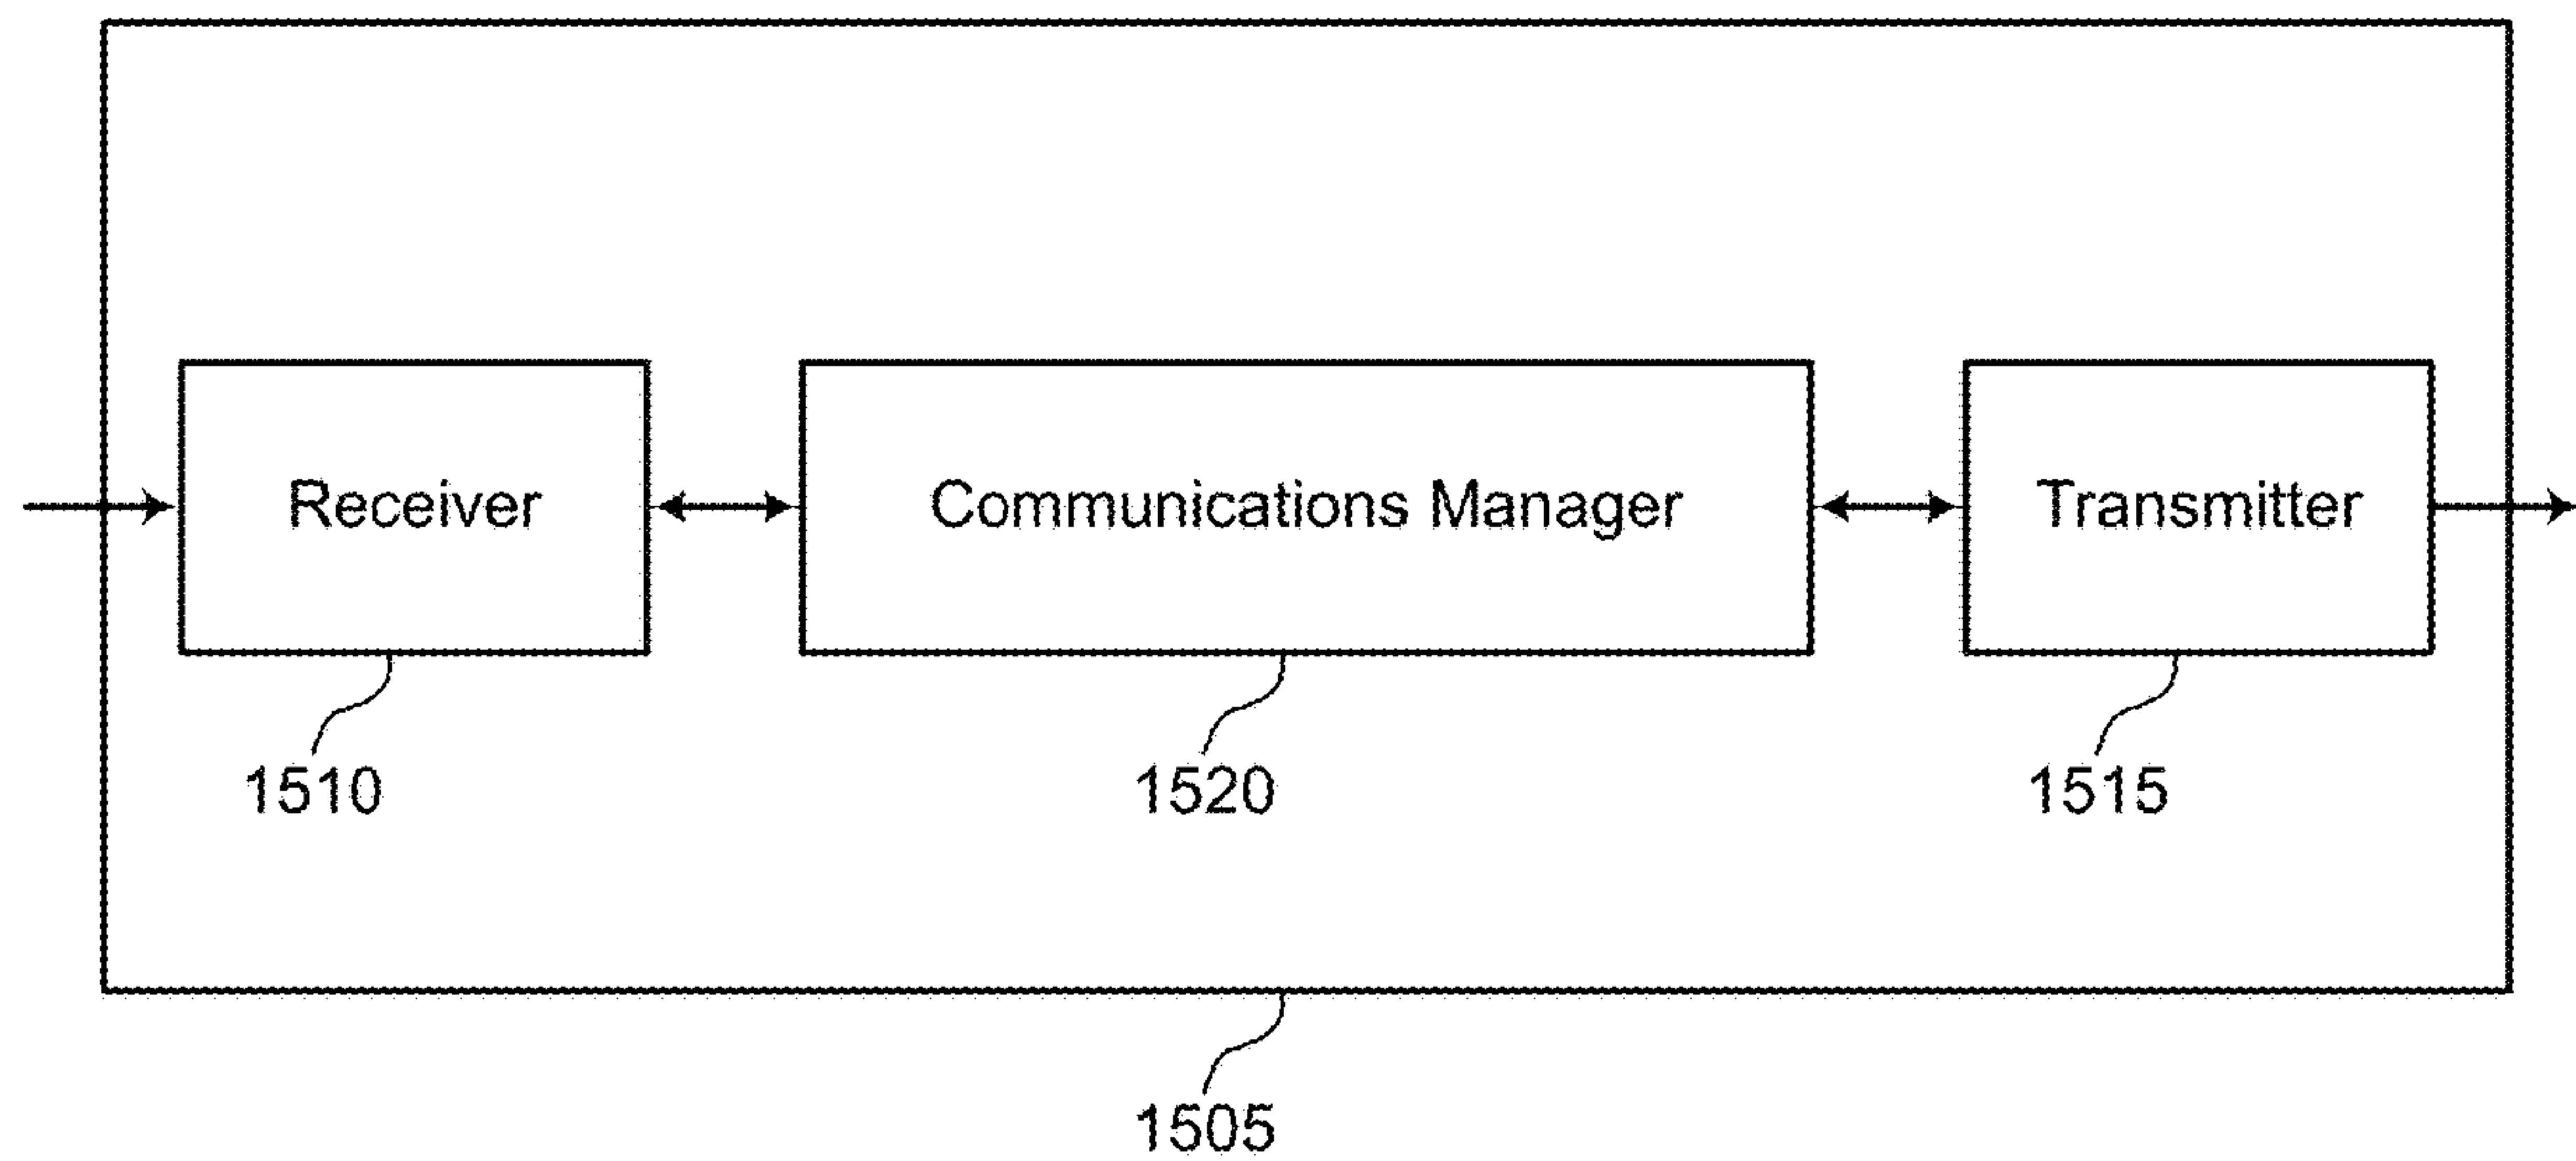 Receiver
Communications Manager
Transmitter
1510
1520
1515
1505